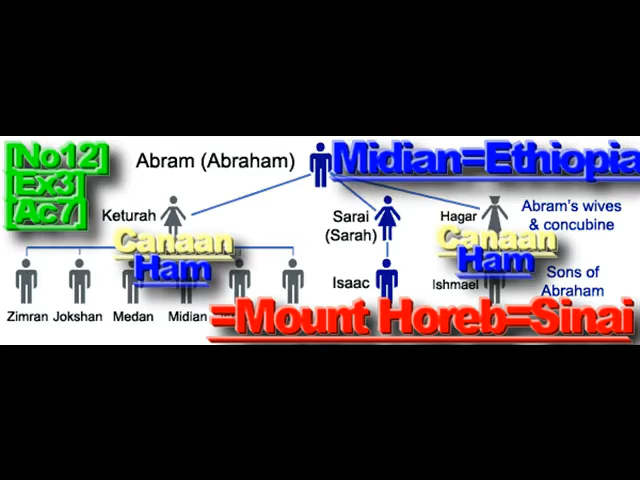 [No12]
[Ex3]
[Ac7]
Abram (Abraham)
Midian=Ethiopia
Keturah
Sarai
(Sarah)
Hagar
Abram's wives
& concubine
Canaan
Ham
Canaan
Ham
Isaac
Ishmael
Sons of
Abraham
Zimran Jokshan Medan Midian
=Mount Horeb=Sinai